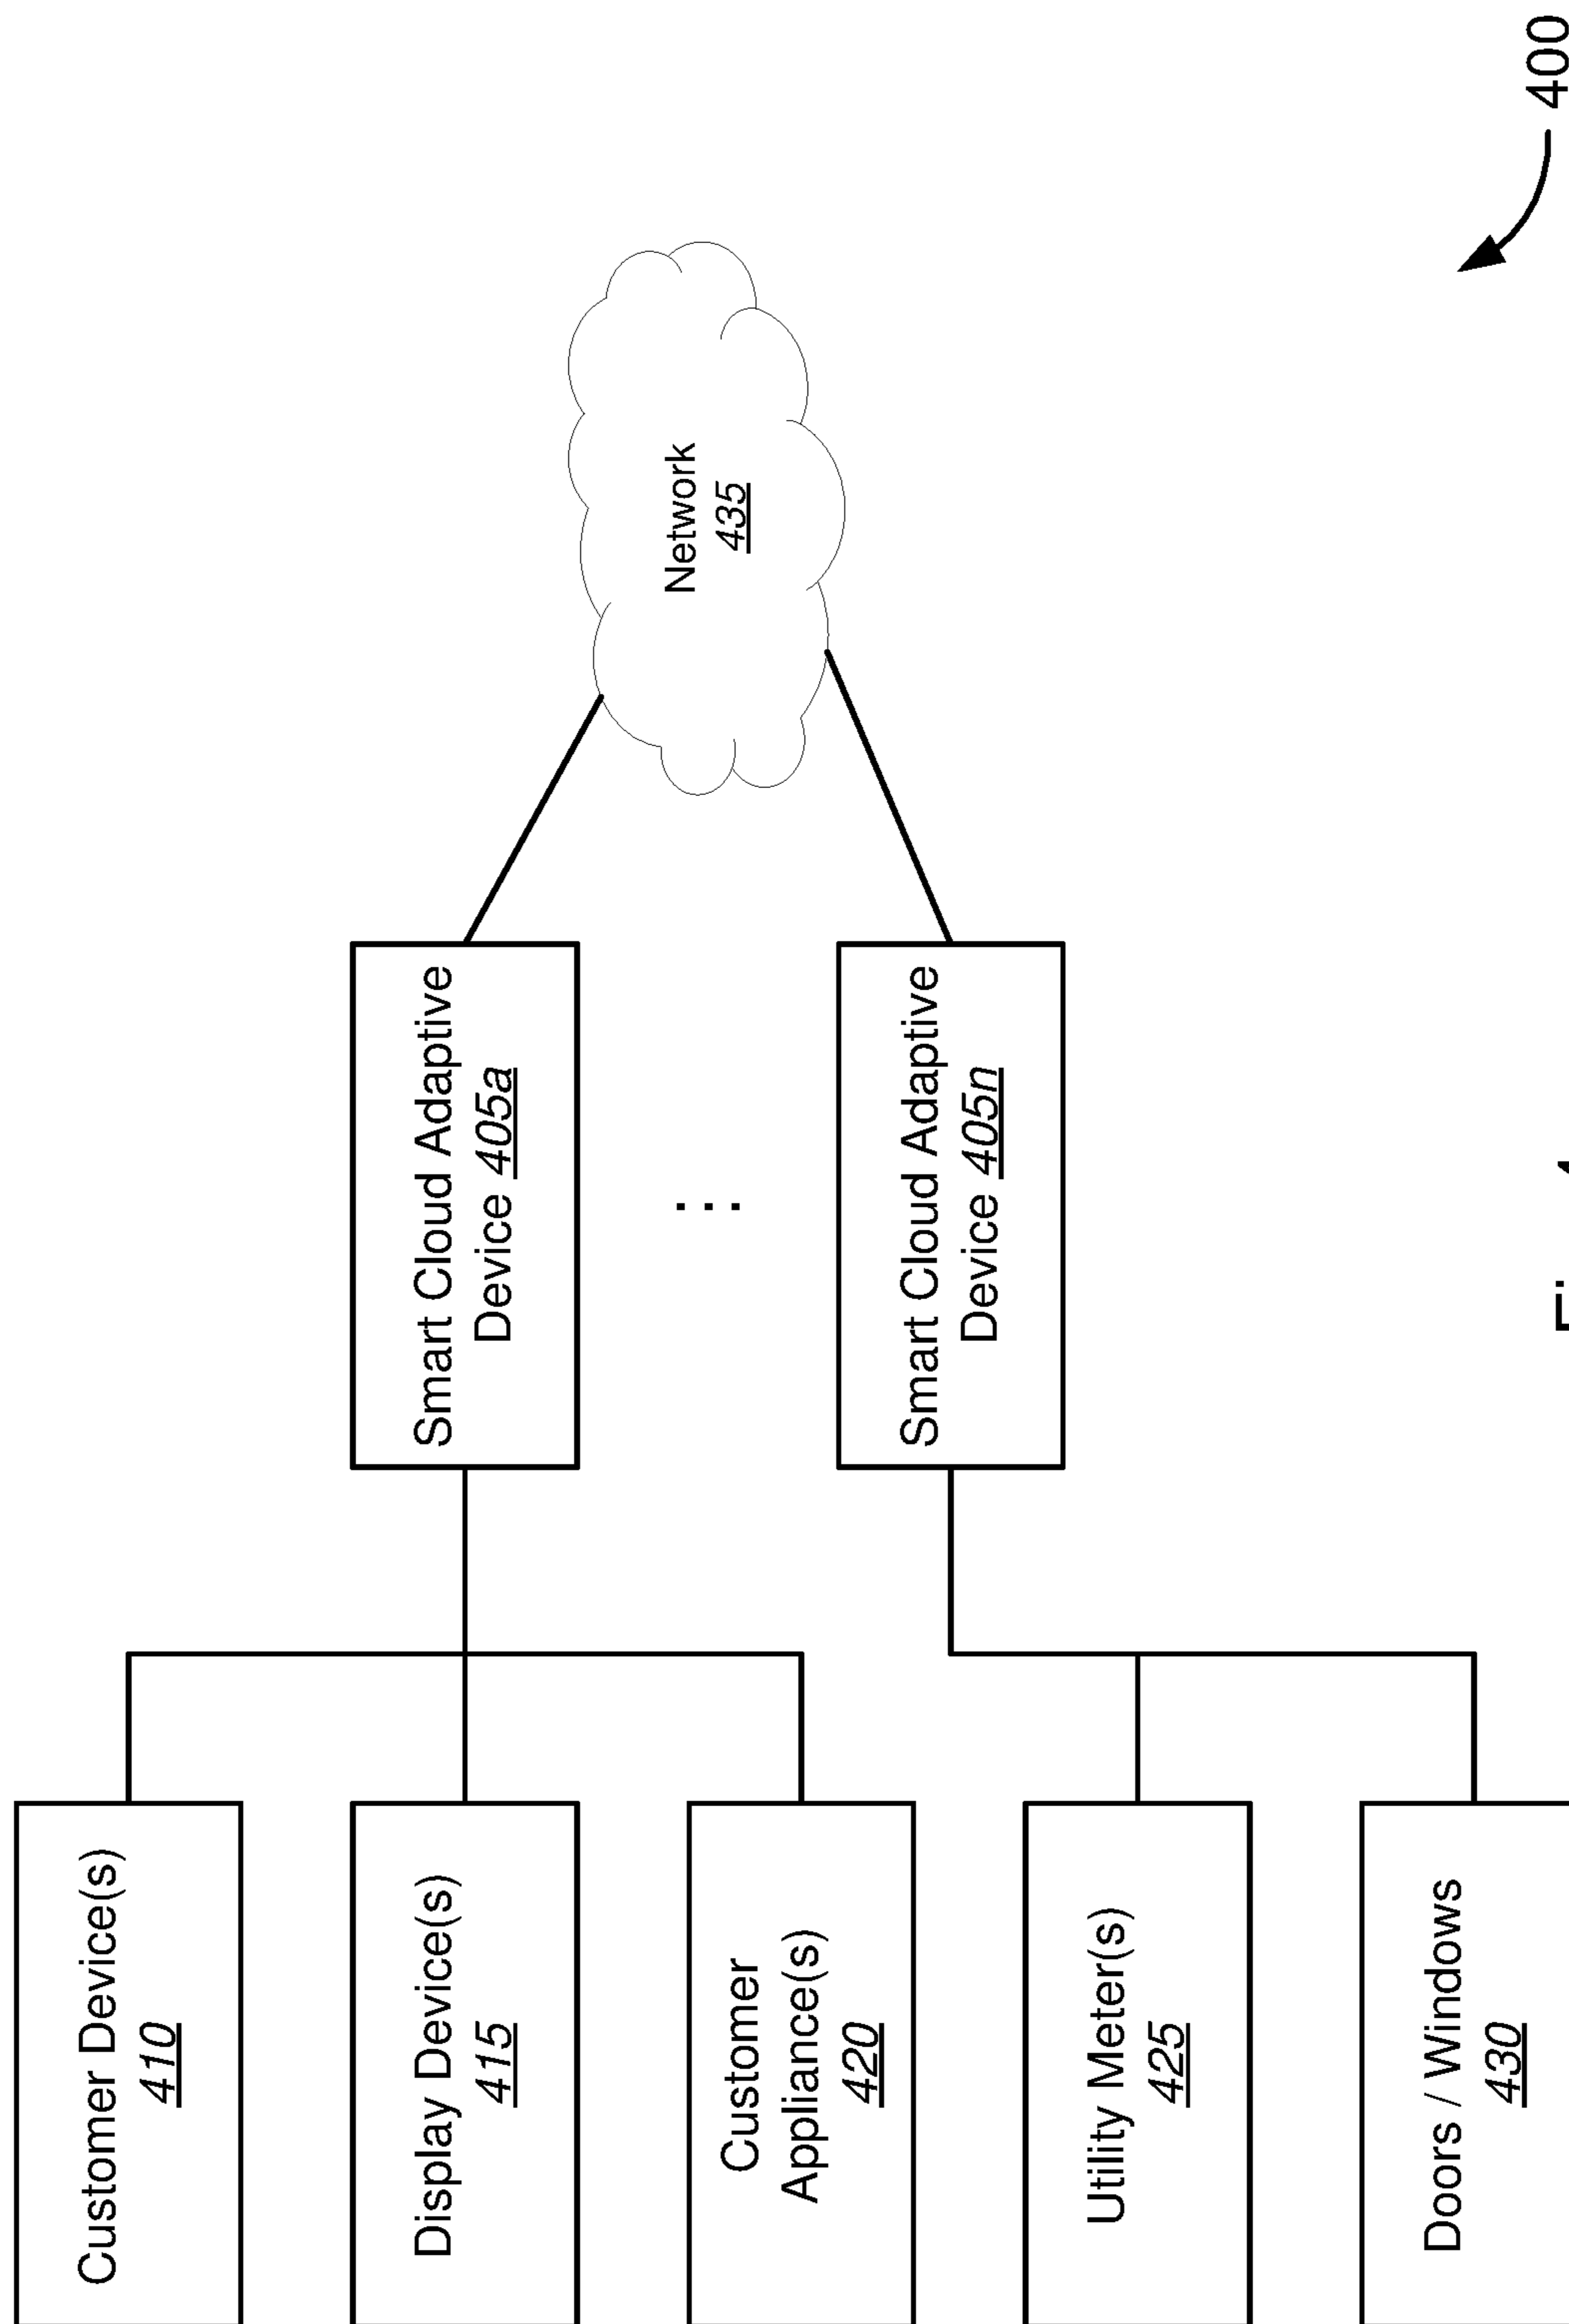 Customer Device(s)
410
Display Device(s)
415
Customer
Appliance(s)
420
Utility Meter(s)
425
Doors / Windows
430
Smart Cloud Adaptive
Device 405a
Smart Cloud Adaptive
Device 405n
Network
435
400